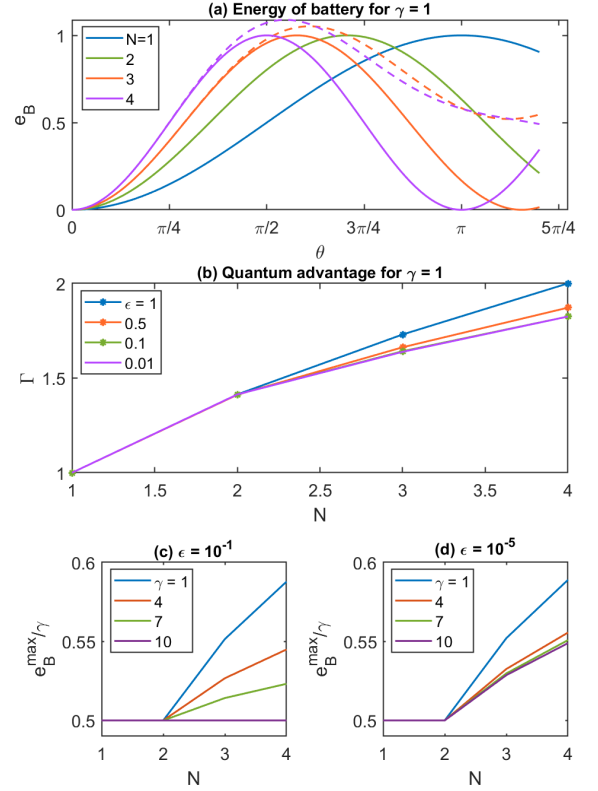 (a) Energy of battery for γ = 1
N=1
2
3
4
1
0.5
0
e_B
0 π/4 π/2 3π/4 π 5π/4
θ
(b) Quantum advantage for γ = 1
ϵ = 1
0.5
0.1
0.01
2
1.5
1
Γ
1 1.5 2 2.5 3 3.5 4
N
(c) ϵ = 10^-1
γ = 1
4
7
10
0.6
0.55
0.5
e_B^max/γ
1 2 3 4
N
(d) ϵ = 10^-5
γ = 1
4
7
10
0.6
0.55
0.5
e_B^max/γ
1 2 3 4
N